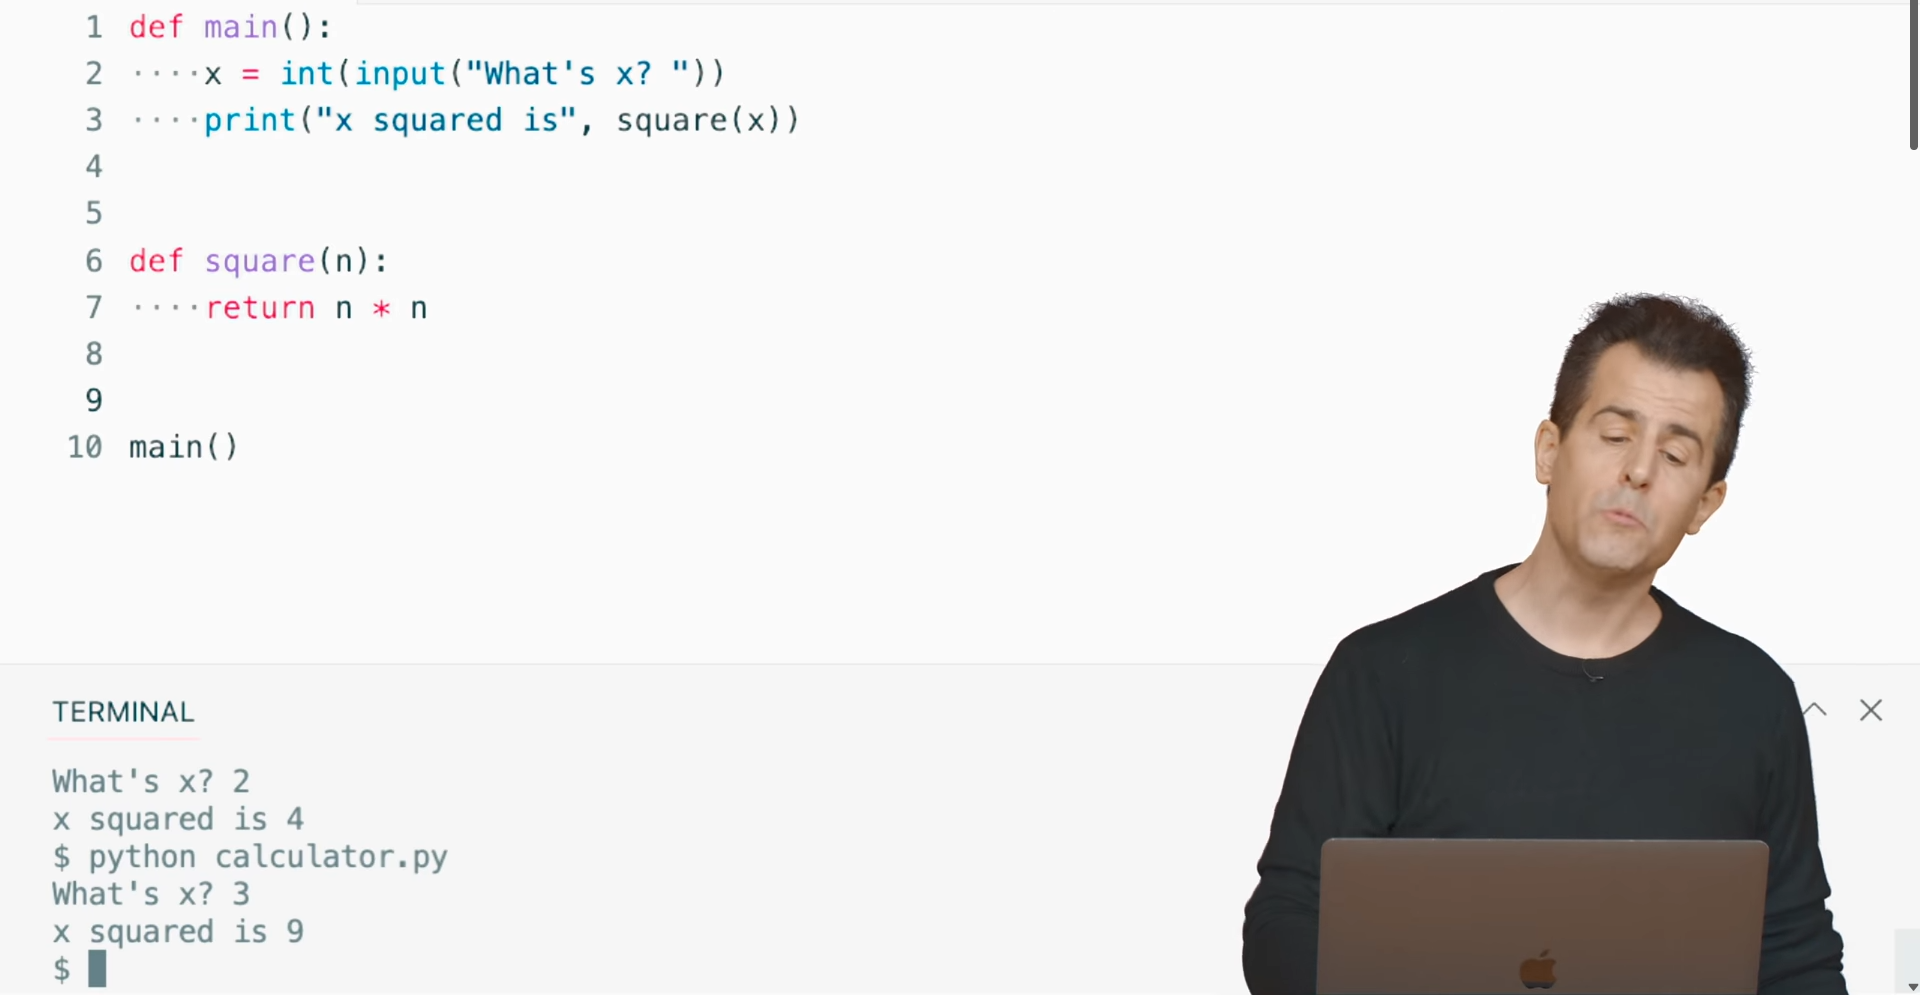 1 def main():
2 ····x = int(input("What's x? "))
3 ····print("x squared is", square(x))
4
5
6 def square(n):
7 ····return n * n
8
9
10 main()
TERMINAL
What's x? 2
x squared is 4
$ python calculator.py
What's x? 3
x squared is 9
$